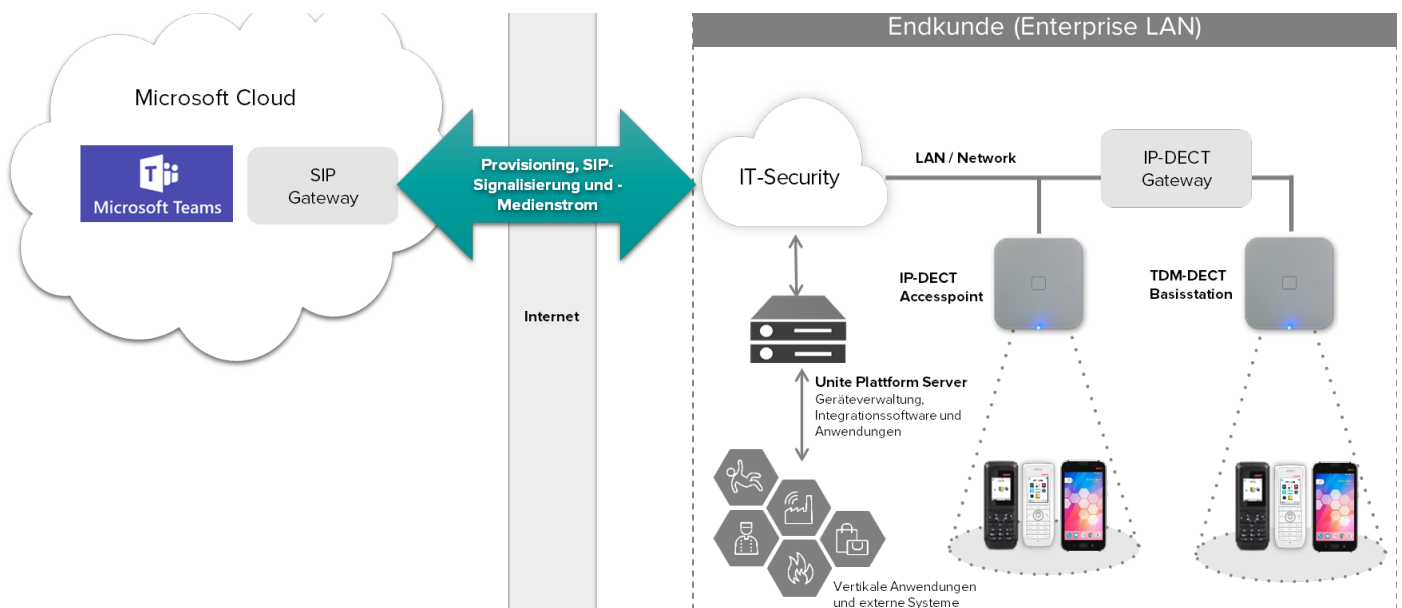 Endkunde (Enterprise LAN)
Microsoft Cloud
Microsoft Teams
SIP
Gateway
Provisioning, SIP-
Signalisierung und -
Medienstrom
Internet
IT-Security
LAN / Network
IP-DECT
Gateway
IP-DECT
Accesspoint
TDM-DECT
Basisstation
Unite Plattform Server
Geräteverwaltung,
Integrationssoftware und
Anwendungen
Vertikale Anwendungen
und externe Systeme